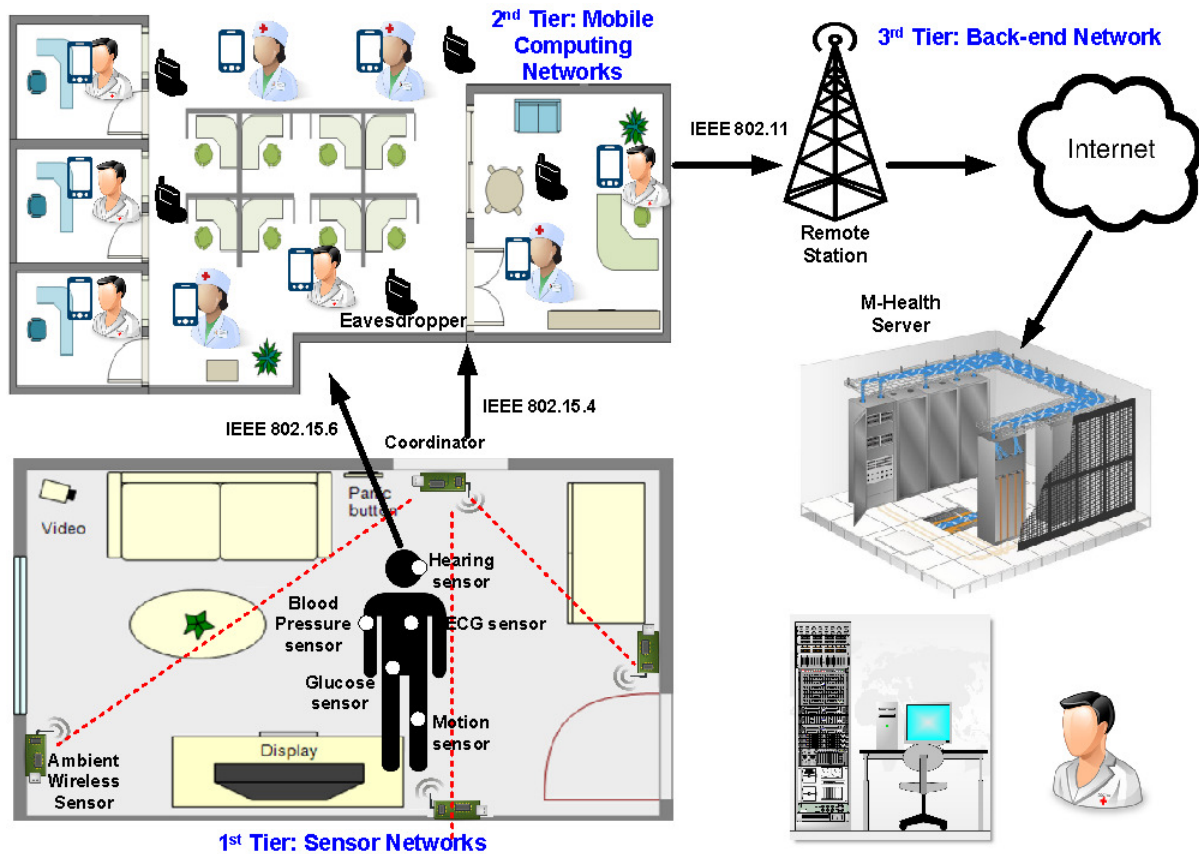 2nd Tier: Mobile
Computing
Networks
3rd Tier: Back-end Network
IEEE 802.11
Internet
Remote
Station
Eavesdropper
M-Health
Server
IEEE 802.15.6
IEEE 802.15.4
Coordinator
Video
Panic
button
Hearing
sensor
Blood
Pressure
sensor
ECG sensor
Glucose
sensor
Motion
sensor
Display
Ambient
Wireless
Sensor
1st Tier: Sensor Networks